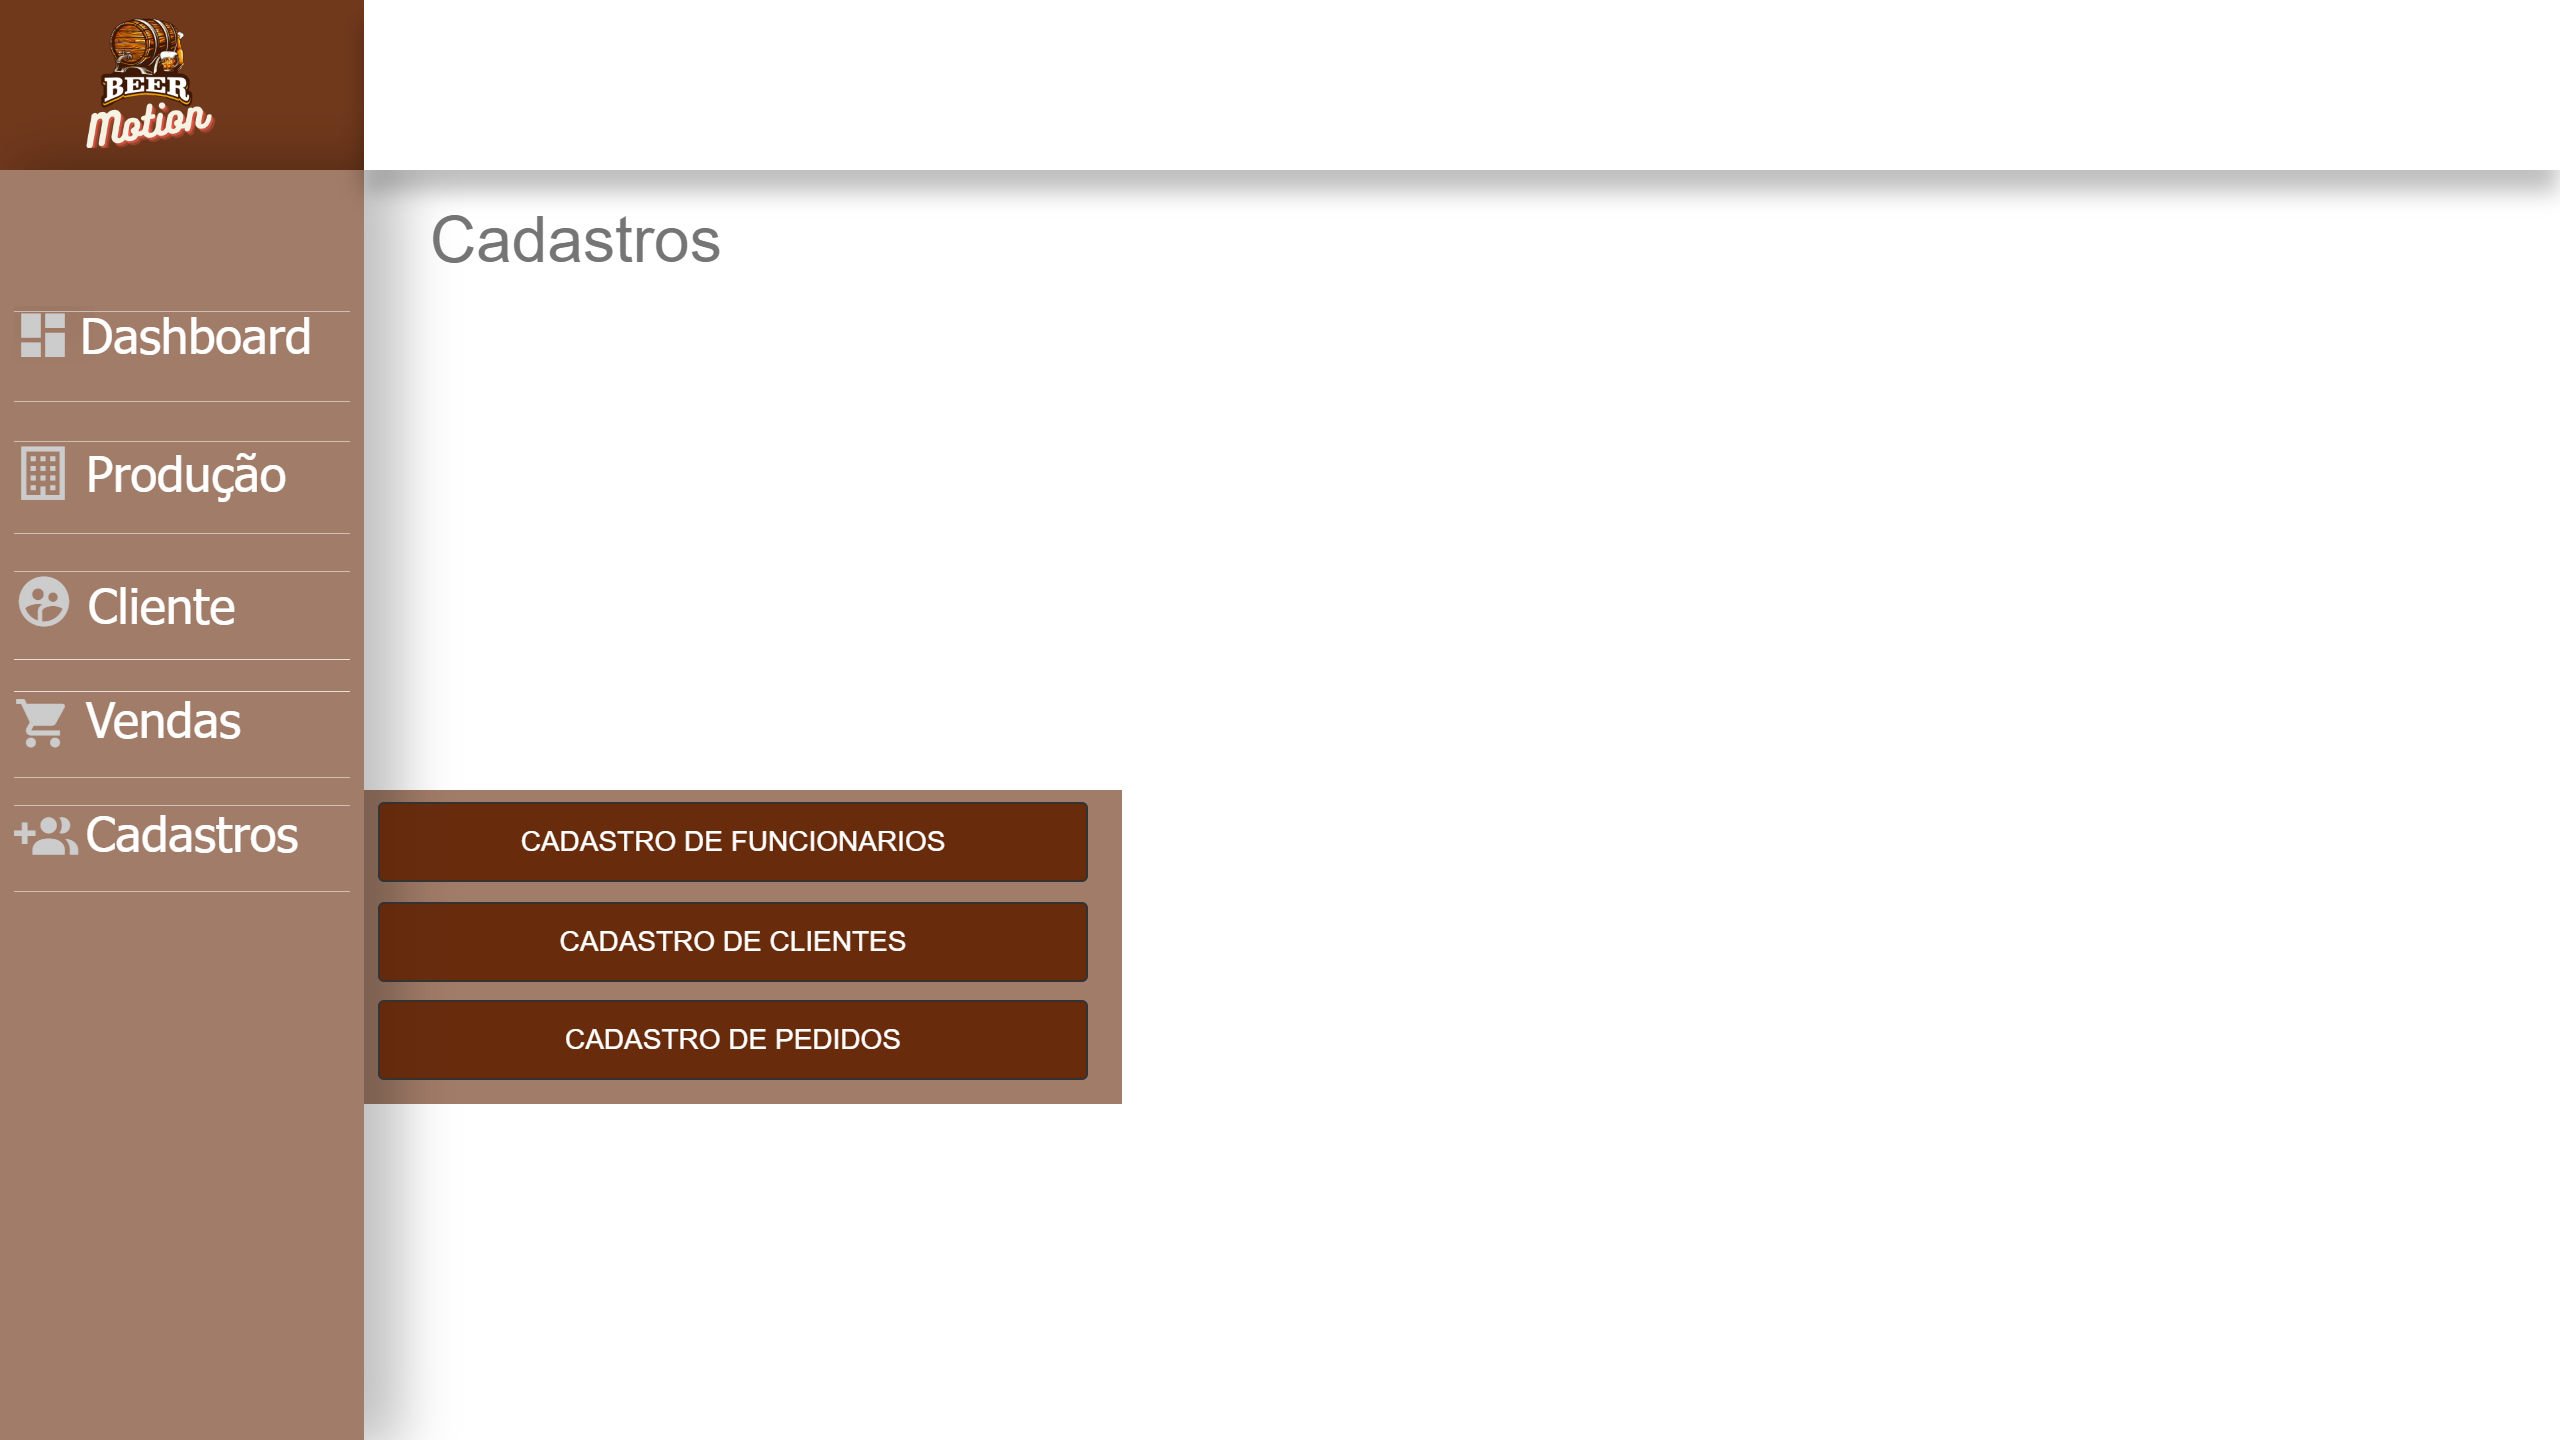 BEER
Motion
Cadastros
Dashboard
Produção
Cliente
Vendas
Cadastros
CADASTRO DE FUNCIONARIOS
CADASTRO DE CLIENTES
CADASTRO DE PEDIDOS